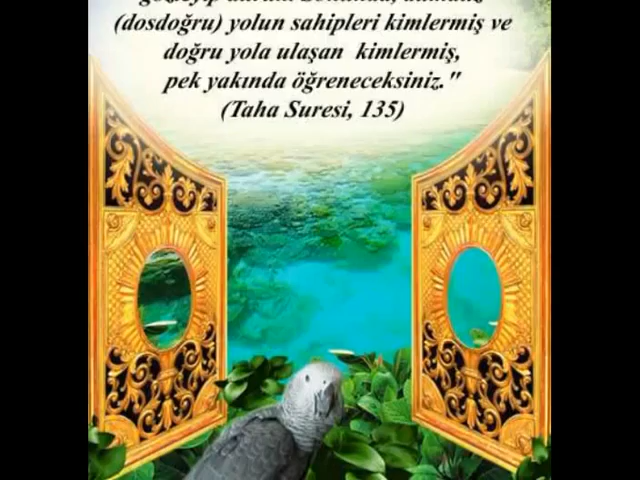 (dosdoğru) yolun sahipleri kimlermiş ve
doğru yola ulaşan kimlermiş,
pek yakında öğreneceksiniz."
(Taha Suresi, 135)